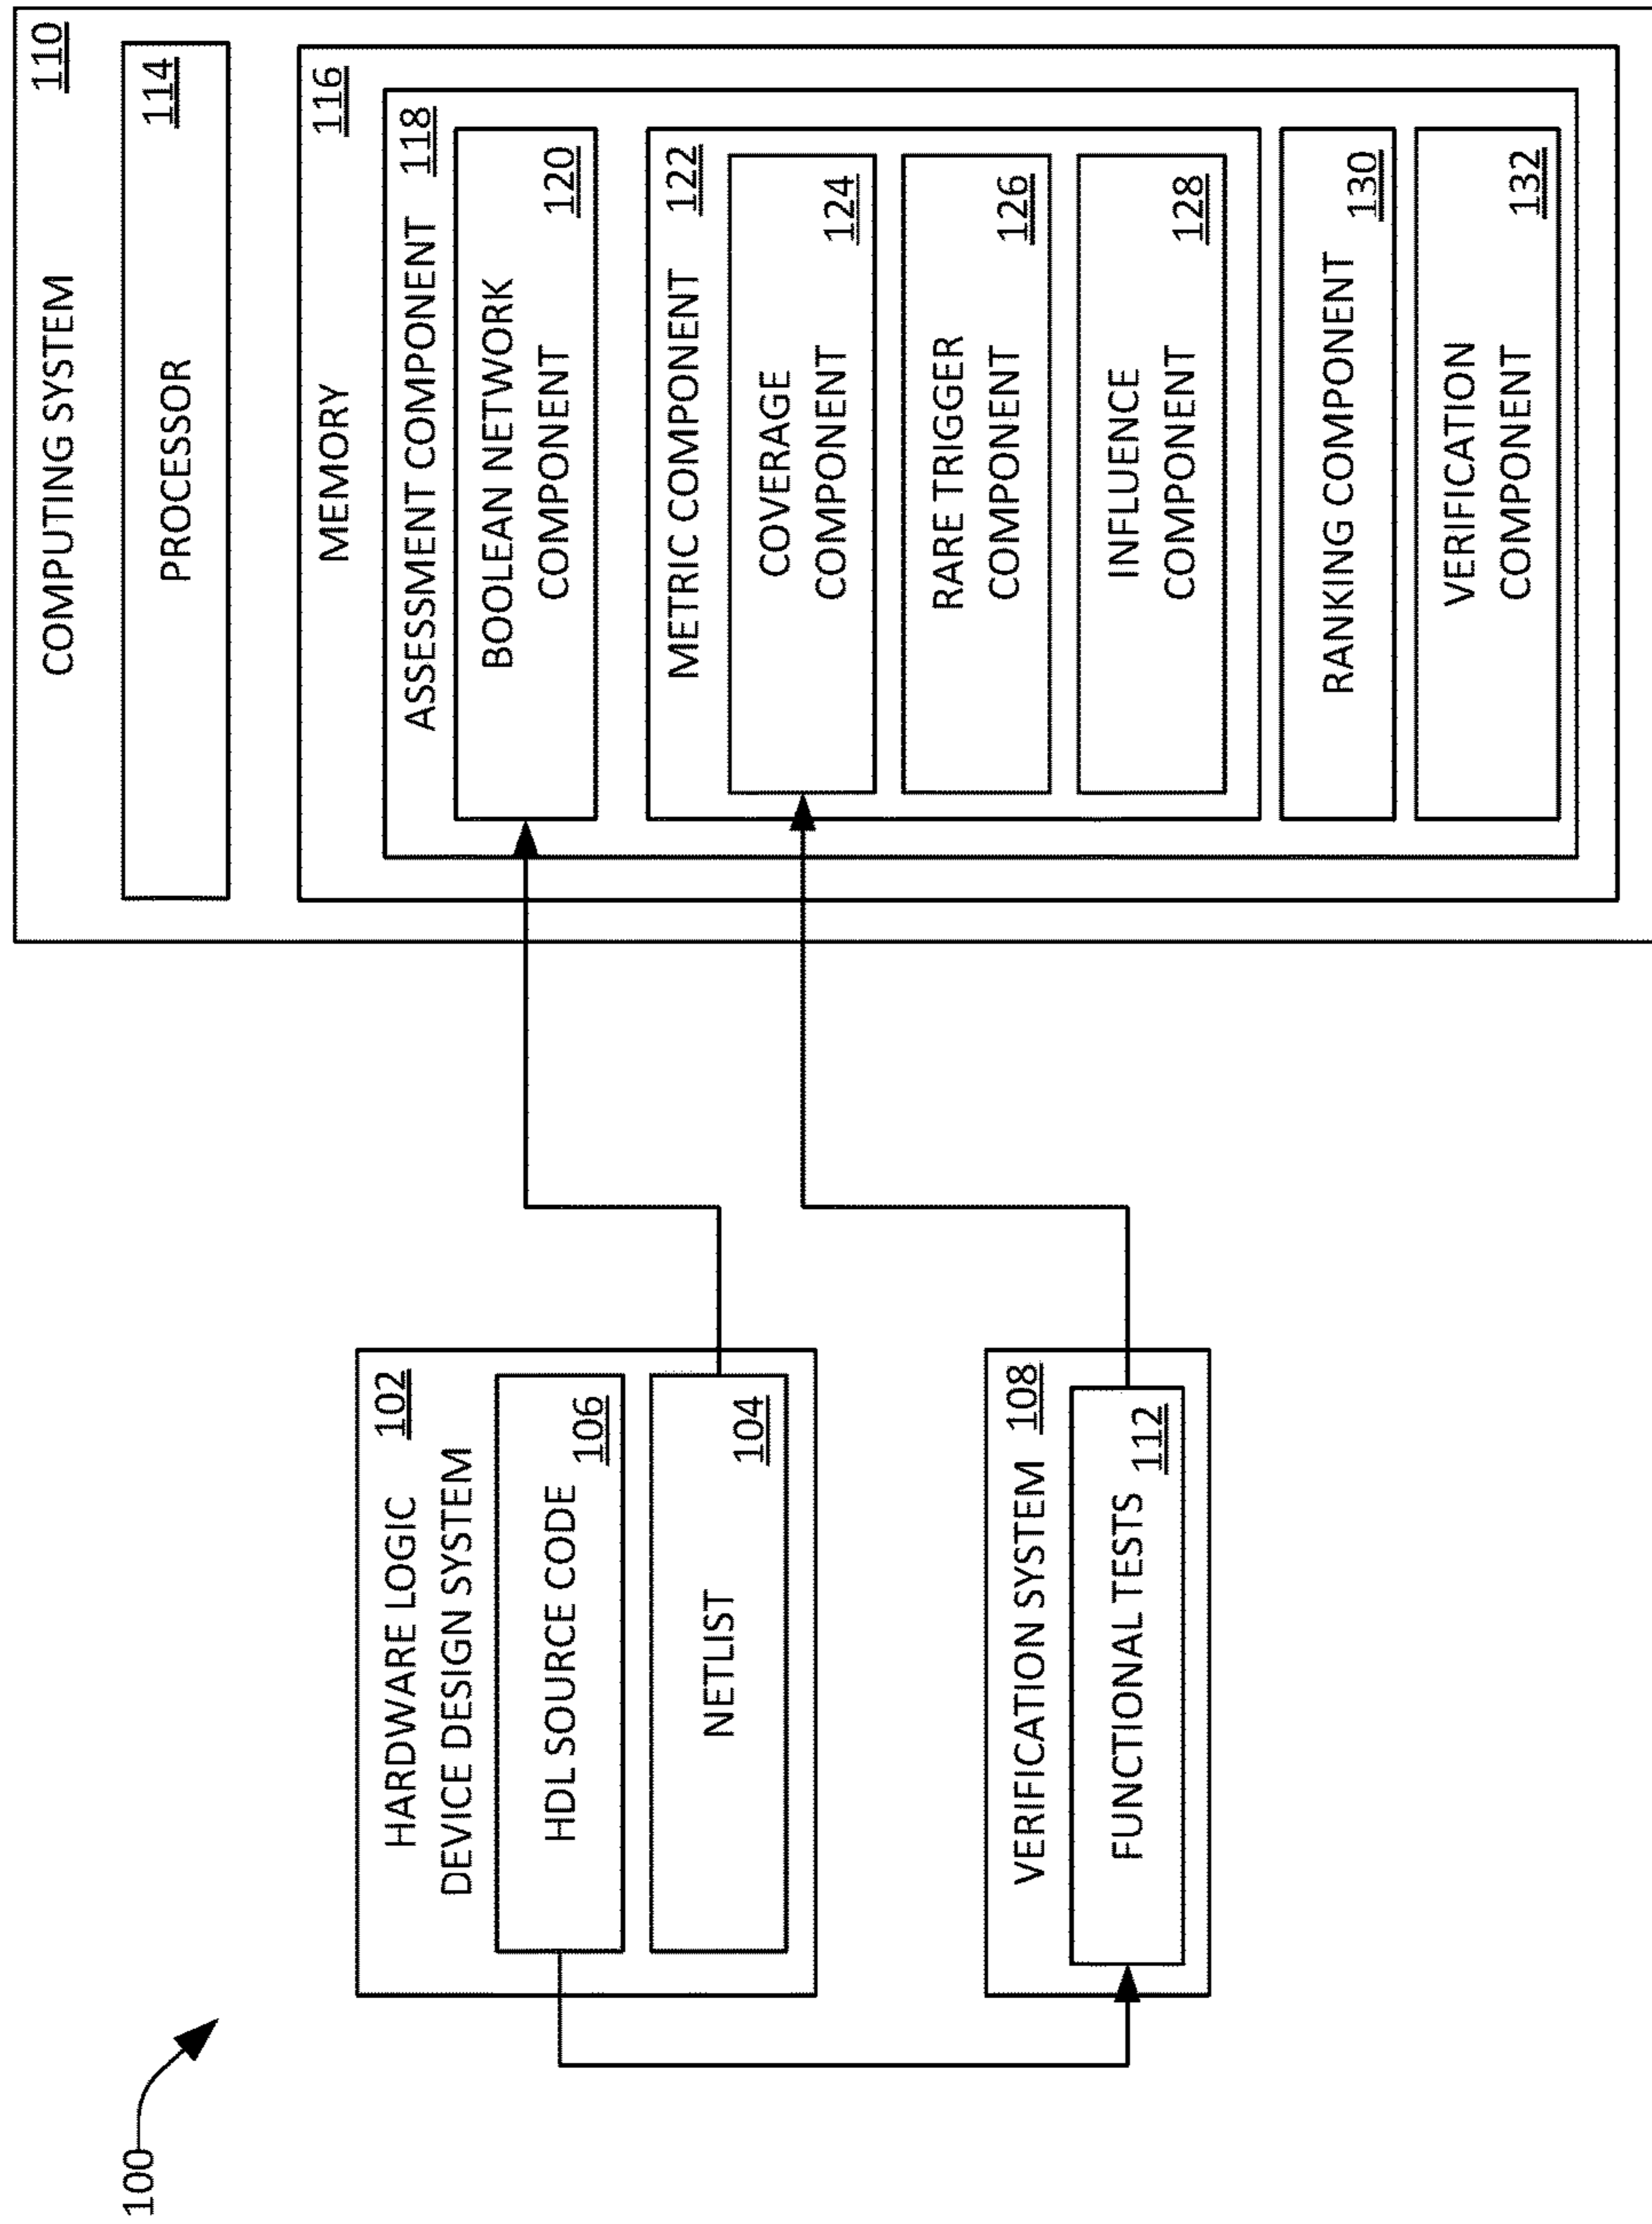 100
HARDWARE LOGIC 102
DEVICE DESIGN SYSTEM
HDL SOURCE CODE
106
NETLIST
104
VERIFICATION SYSTEM 108
FUNCTIONAL TESTS
112
COMPUTING SYSTEM 110
PROCESSOR
114
MEMORY 116
ASSESSMENT COMPONENT 118
BOOLEAN NETWORK
COMPONENT 120
METRIC COMPONENT 122
COVERAGE
COMPONENT 124
RARE TRIGGER
COMPONENT 126
INFLUENCE
COMPONENT 128
RANKING COMPONENT 130
VERIFICATION
COMPONENT 132